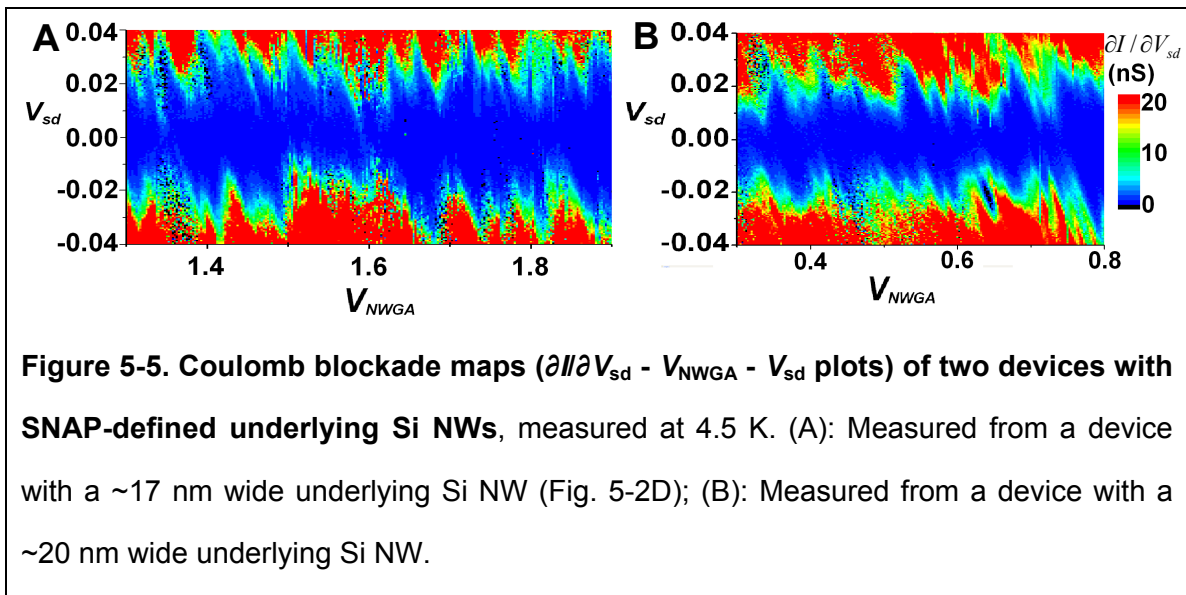 A
B
∂I / ∂V_sd
(nS)
0.04
0.02
0.00
-0.02
-0.04
V_sd
1.4
1.6
1.8
V_NWGA
0.04
0.02
0.00
-0.02
-0.04
V_sd
0.4
0.6
0.8
V_NWGA
20
10
0
Figure 5-5. Coulomb blockade maps (∂I/∂V_sd - V_NWGA - V_sd plots) of two devices with
SNAP-defined underlying Si NWs, measured at 4.5 K. (A): Measured from a device
with a ~17 nm wide underlying Si NW (Fig. 5-2D); (B): Measured from a device with a
~20 nm wide underlying Si NW.